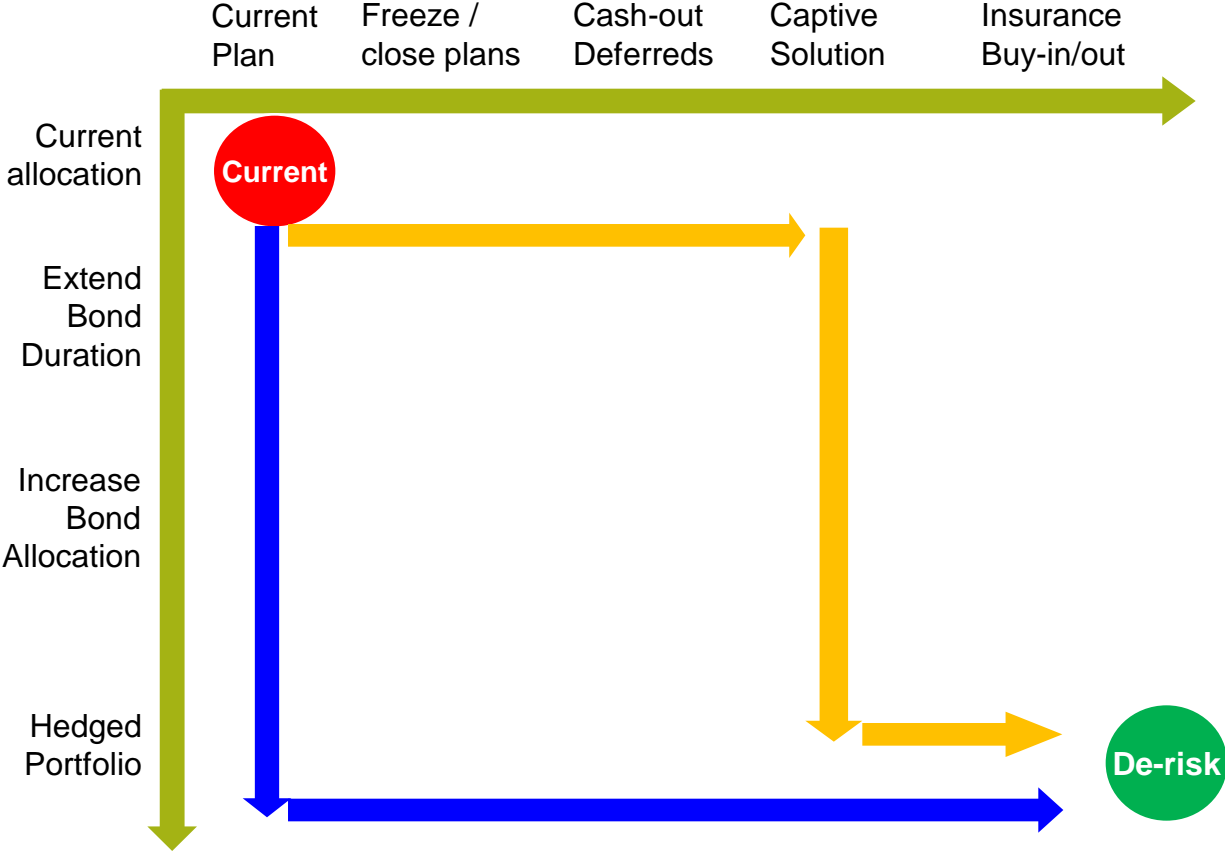 Current
Plan
Freeze /
close plans
Cash-out
Deferreds
Captive
Solution
Insurance
Buy-in/out
Current
allocation
Current
Extend
Bond
Duration
Increase
Bond
Allocation
Hedged
Portfolio
De-risk